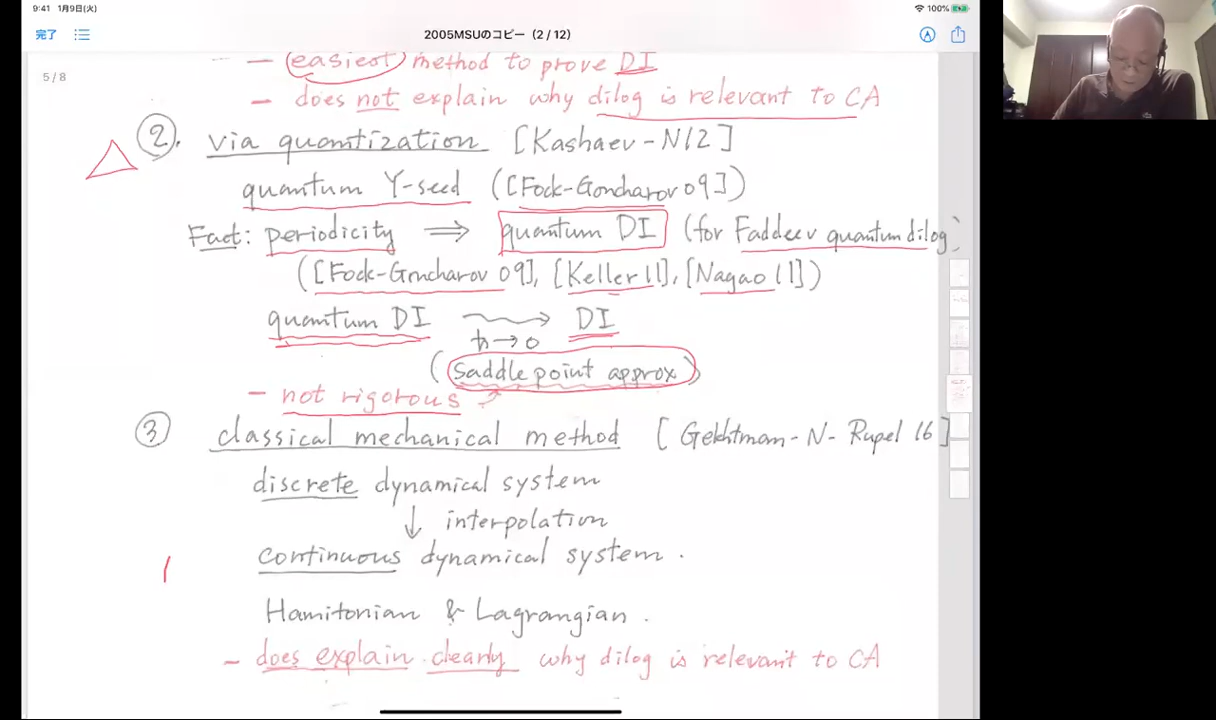 9:41 1月9日(火)
100%
完了
2005MSUのコピー (2 / 12)
5 / 8
- easiest method to prove DI
- does not explain why dilog is relevant to CA
②. via quantization [Kashaev-N12]
quantum Y-seed ([Fock-Goncharov 09])
Fact: periodicity ⟹ quantum DI (for Faddeev quantum dilog)
([Fock-Goncharov 09], [Keller 11], [Nagao 11])
quantum DI → DI
ħ→0
(saddle point approx)
- not rigorous
③ classical mechanical method [Gekhtman-N-Rupel 16]
discrete dynamical system
↓ interpolation
continuous dynamical system.
Hamitonian & Lagrangian.
- does explain clearly why dilog is relevant to CA